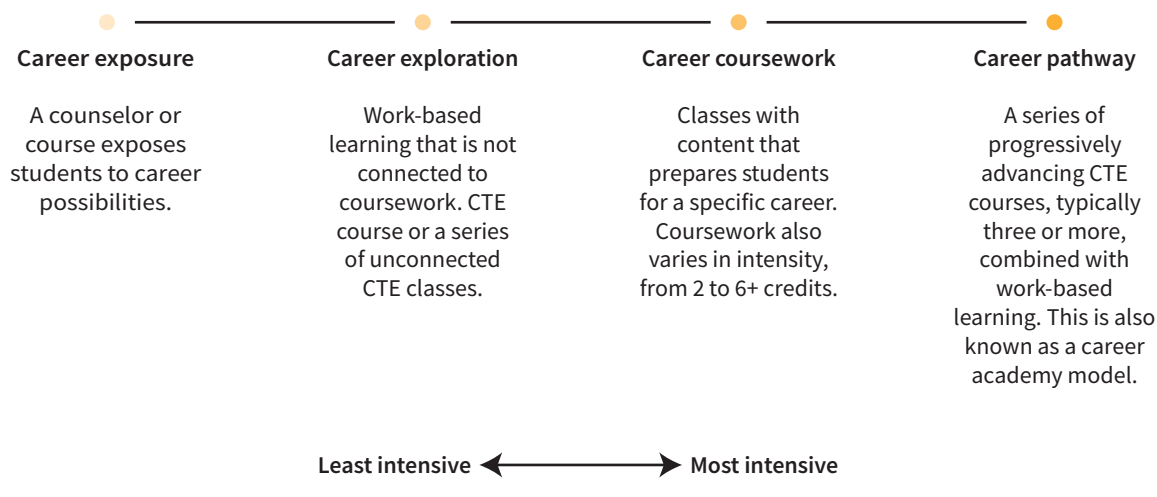 Career exposure
A counselor or
course exposes
students to career
possibilities.
Career exploration
Work-based
learning that is not
connected to
coursework. CTE
course or a series
of unconnected
CTE classes.
Career coursework
Classes with
content that
prepares students
for a specific career.
Coursework also
varies in intensity,
from 2 to 6+ credits.
Career pathway
A series of
progressively
advancing CTE
courses, typically
three or more,
combined with
work-based
learning. This is also
known as a career
academy model.
Least intensive
Most intensive